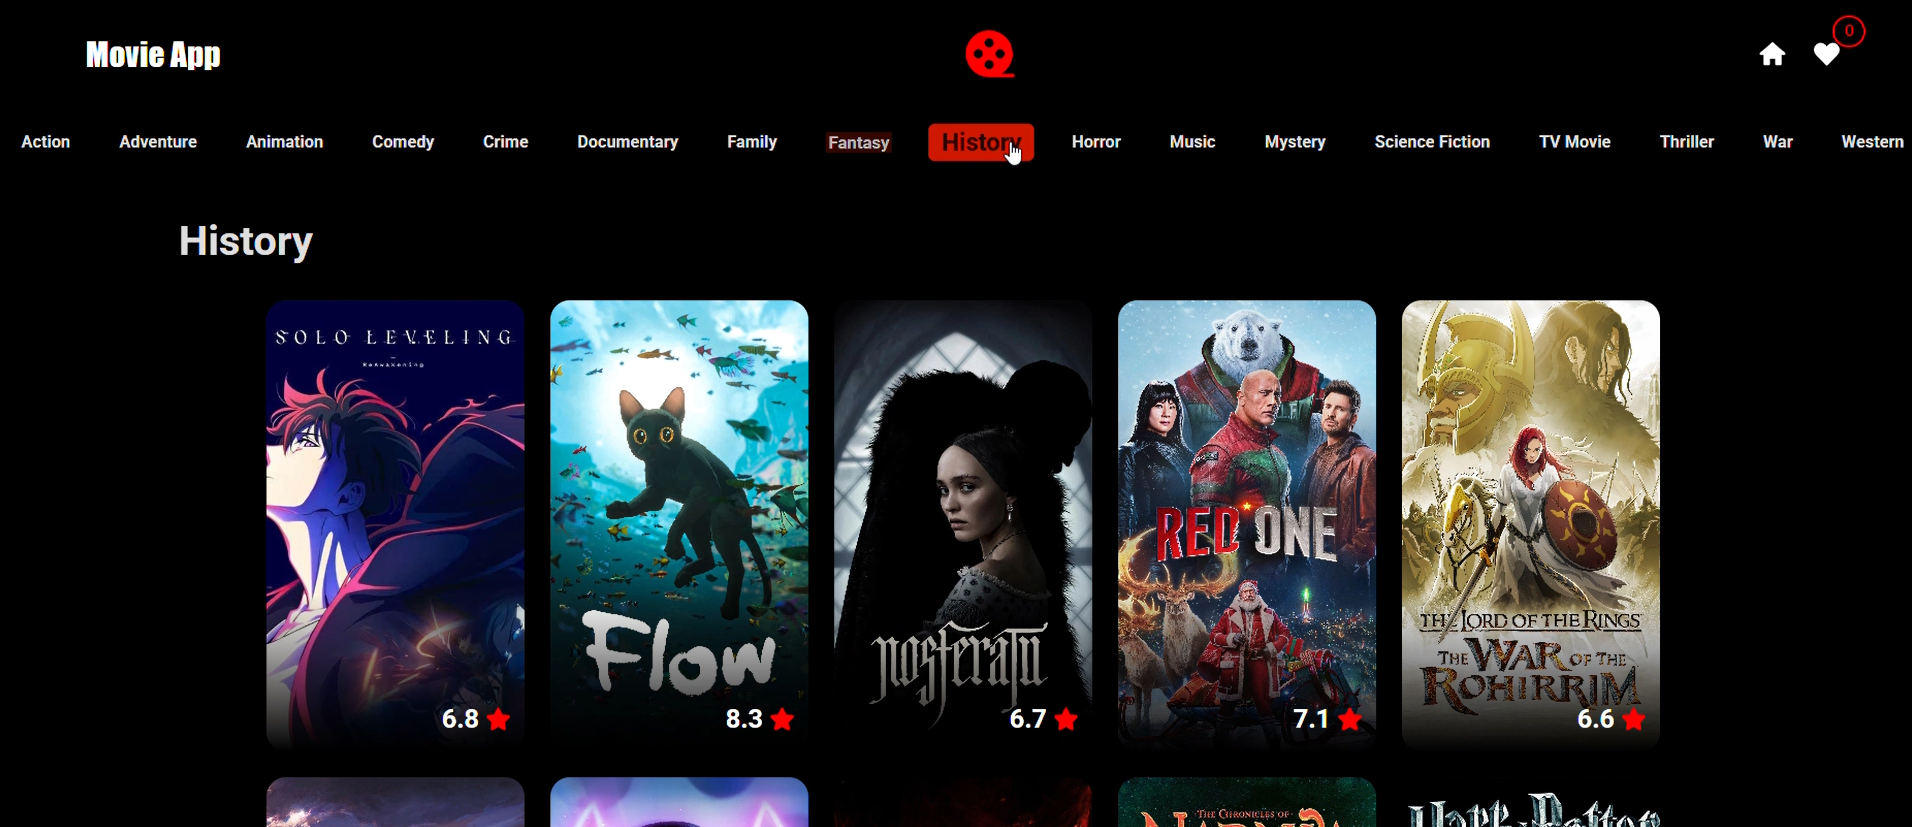 Movie App
0
Action Adventure Animation Comedy Crime Documentary Family Fantasy History Horror Music Mystery Science Fiction TV Movie Thriller War Western
History
SOLO LEVELING
ReAwakening
6.8
Flow
8.3
nosferatu
6.7
RED ONE
7.1
THE LORD OF THE RINGS
THE WAR OF THE
ROHIRRIM
6.6
THE CHRONICLES OF
NARNIA
Harry Potter